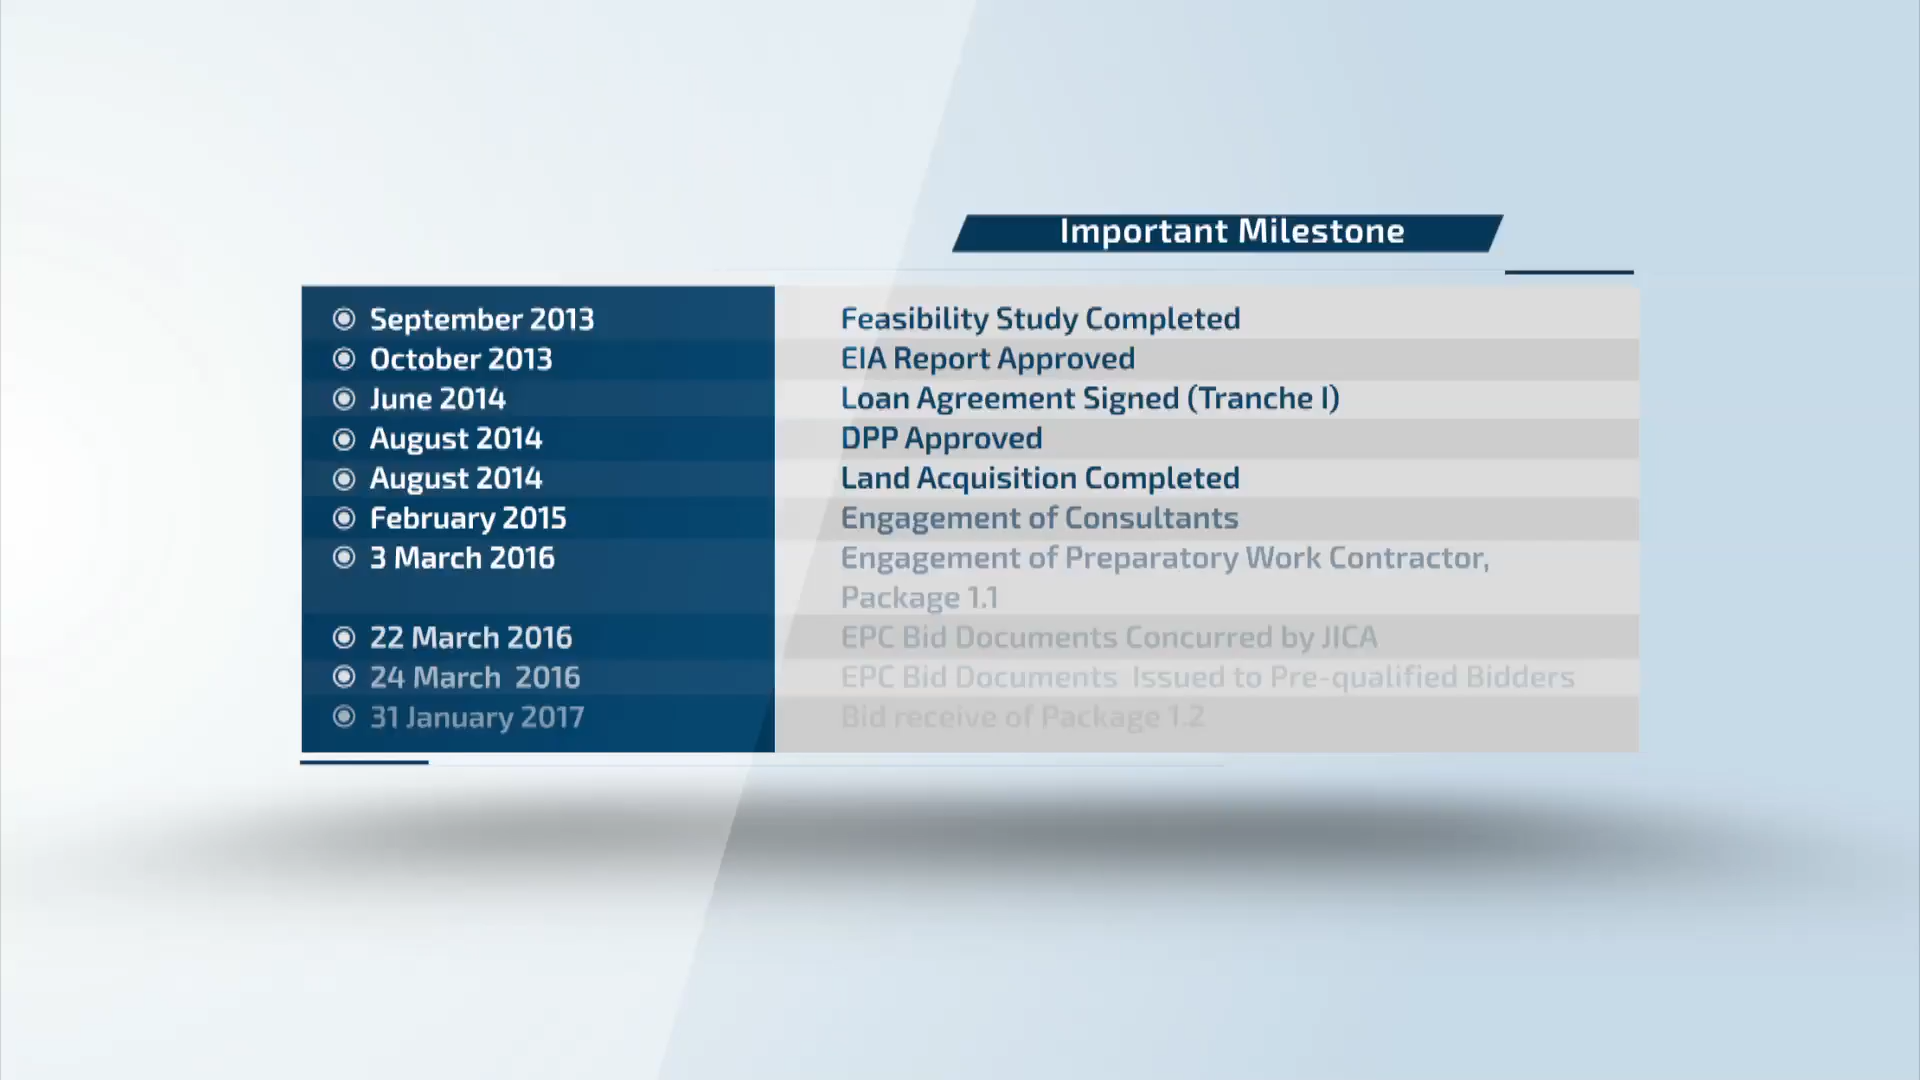 Important Milestone
September 2013 Feasibility Study Completed
October 2013 EIA Report Approved
June 2014 Loan Agreement Signed (Tranche I)
August 2014 DPP Approved
August 2014 Land Acquisition Completed
February 2015 Engagement of Consultants
3 March 2016 Engagement of Preparatory Work Contractor,
Package 1.1
22 March 2016 EPC Bid Documents Concurred by JICA
24 March 2016 EPC Bid Documents Issued to Pre-qualified Bidders
31 January 2017 Bid receive of Package 1.2